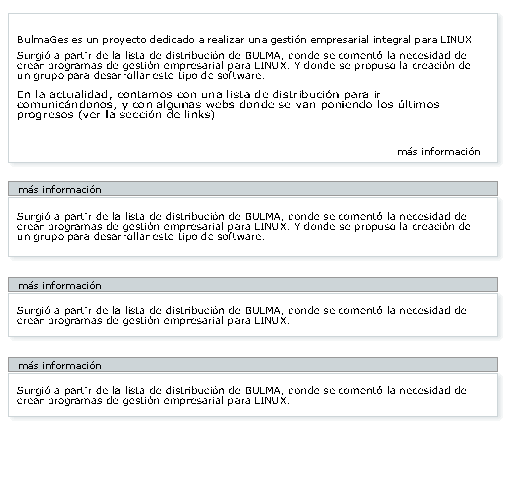 BulmaGes es un proyecto dedicado a realizar una gestión empresarial integral para LINUX
Surgió a partir de la lista de distribución de BULMA, donde se comentó la necesidad de
crear programas de gestión empresarial para LINUX. Y donde se propuso la creación de
un grupo para desarrollar este tipo de software.
En la actualidad, contamos con una lista de distribución para ir
comunicándonos, y con algunas webs donde se van poniendo los últimos
progresos (ver la sección de links)
más información
más información
Surgió a partir de la lista de distribución de BULMA, donde se comentó la necesidad de
crear programas de gestión empresarial para LINUX. Y donde se propuso la creación de
un grupo para desarrollar este tipo de software.
más información
Surgió a partir de la lista de distribución de BULMA, donde se comentó la necesidad de
crear programas de gestión empresarial para LINUX.
más información
Surgió a partir de la lista de distribución de BULMA, donde se comentó la necesidad de
crear programas de gestión empresarial para LINUX.